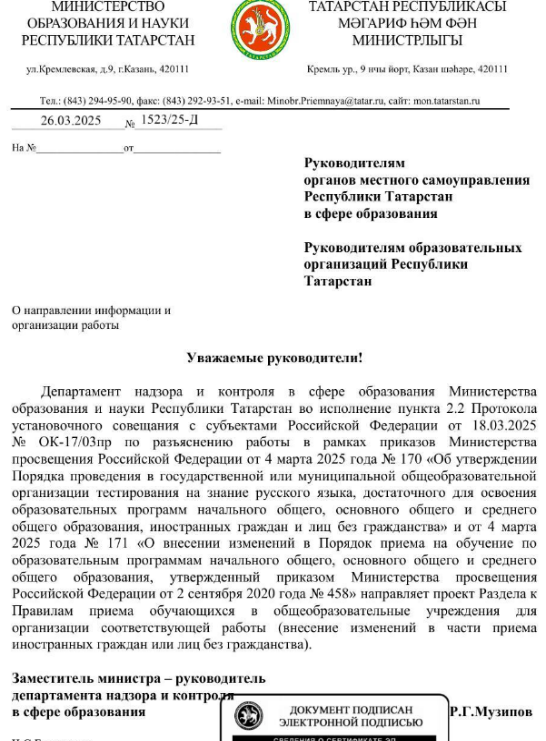 МИНИСТЕРСТВО
ОБРАЗОВАНИЯ И НАУКИ
РЕСПУБЛИКИ ТАТАРСТАН
ТАТАРСТАН РЕСПУБЛИКАСЫ
МӘГАРИФ ҺӘМ ФӘН
МИНИСТРЛЫГЫ
ул.Кремлевская, д.9, г.Казань, 420111
Кремль ур., 9 нчы йорт, Казан шәһәре, 420111
Тел.: (843) 294-95-90, факс: (843) 292-93-51, e-mail: Minobr.Priemnaya@tatar.ru, сайт: mon.tatarstan.ru
26.03.2025 № 1523/25-Д
На №________________от________________
Руководителям
органов местного самоуправления
Республики Татарстан
в сфере образования
Руководителям образовательных
организаций Республики
Татарстан
О направлении информации и
организации работы
Уважаемые руководители!
Департамент надзора и контроля в сфере образования Министерства
образования и науки Республики Татарстан во исполнение пункта 2.2 Протокола
установочного совещания с субъектами Российской Федерации от 18.03.2025
№ ОК-17/03пр по разъяснению работы в рамках приказов Министерства
просвещения Российской Федерации от 4 марта 2025 года № 170 «Об утверждении
Порядка проведения в государственной или муниципальной общеобразовательной
организации тестирования на знание русского языка, достаточного для освоения
образовательных программ начального общего, основного общего и среднего
общего образования, иностранных граждан и лиц без гражданства» и от 4 марта
2025 года № 171 «О внесении изменений в Порядок приема на обучение по
образовательным программам начального общего, основного общего и среднего
общего образования, утвержденный приказом Министерства просвещения
Российской Федерации от 2 сентября 2020 года № 458» направляет проект Раздела к
Правилам приема обучающихся в общеобразовательные учреждения для
организации соответствующей работы (внесение изменений в части приема
иностранных граждан или лиц без гражданства).
Заместитель министра – руководитель
департамента надзора и контроля
в сфере образования
Р.Г.Музипов
ДОКУМЕНТ ПОДПИСАН
ЭЛЕКТРОННОЙ ПОДПИСЬЮ
СВЕДЕНИЯ О СЕРТИФИКАТЕ ЭП